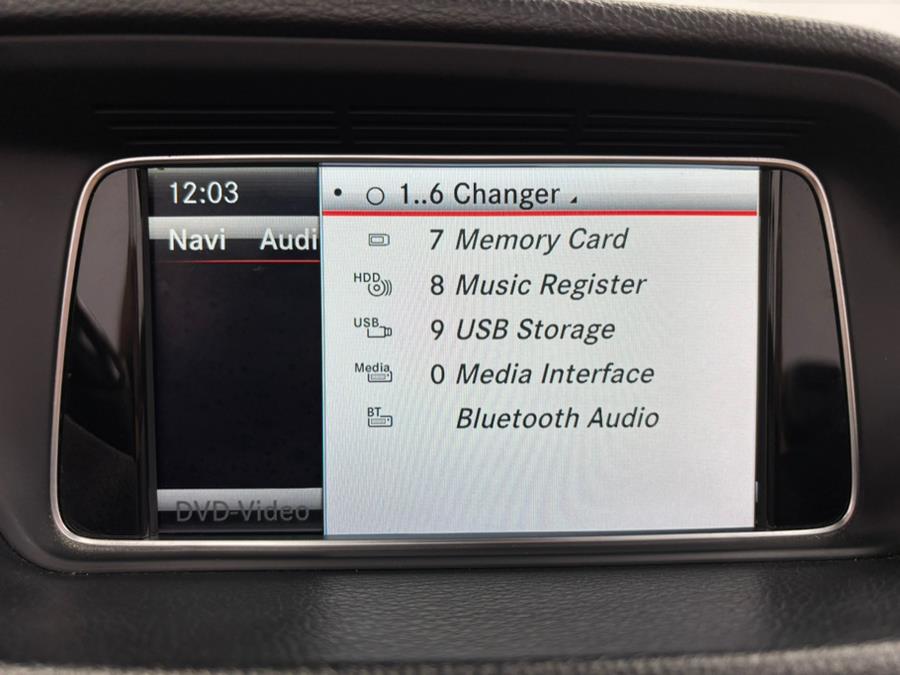 12:03
Navi Audi
DVD-Video
1..6 Changer
7 Memory Card
HDD 8 Music Register
USB 9 USB Storage
Media 0 Media Interface
BT Bluetooth Audio